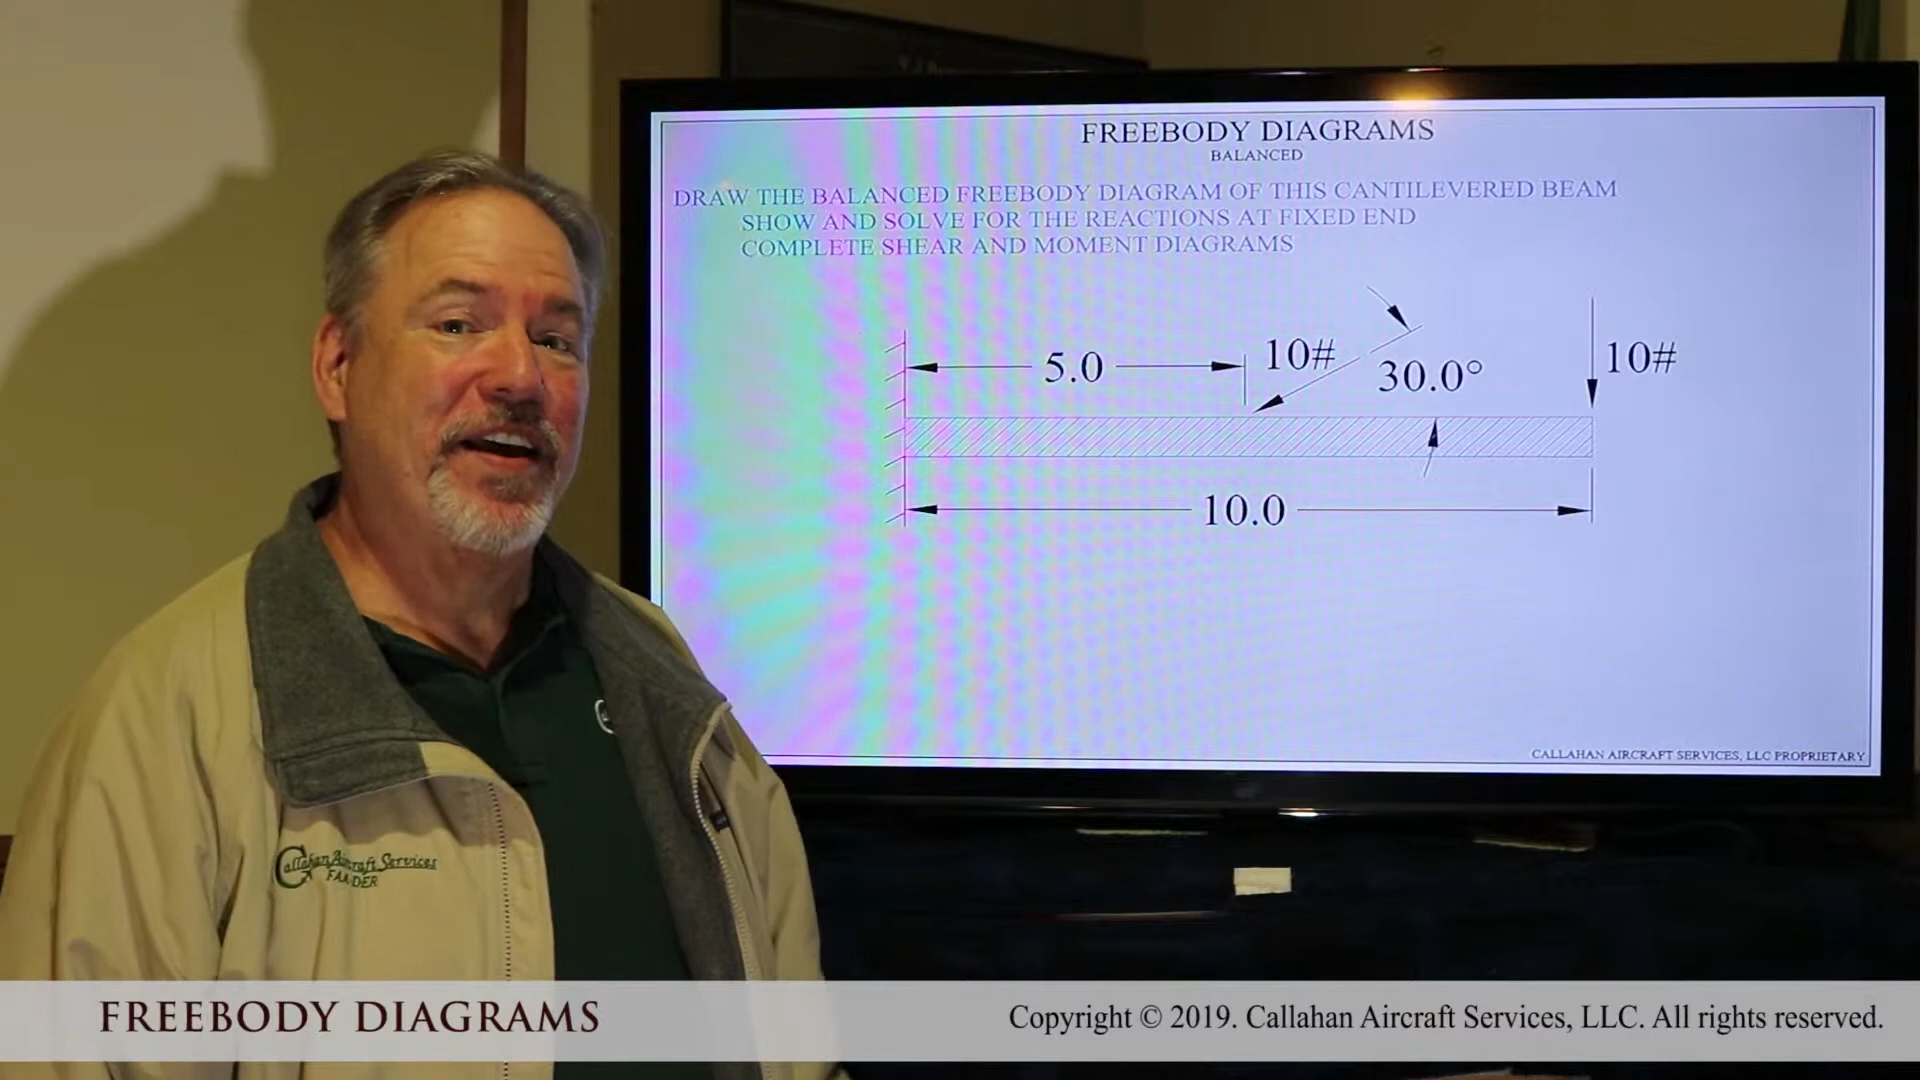 FREEBODY DIAGRAMS
BALANCED
DRAW THE BALANCED FREEBODY DIAGRAM OF THIS CANTILEVERED BEAM
SHOW AND SOLVE FOR THE REACTIONS AT FIXED END
COMPLETE SHEAR AND MOMENT DIAGRAMS
5.0
10#
30.0°
10#
10.0
CALLAHAN AIRCRAFT SERVICES, LLC PROPRIETARY
Callahan Aircraft Services
FAA DER
FREEBODY DIAGRAMS
Copyright © 2019. Callahan Aircraft Services, LLC. All rights reserved.